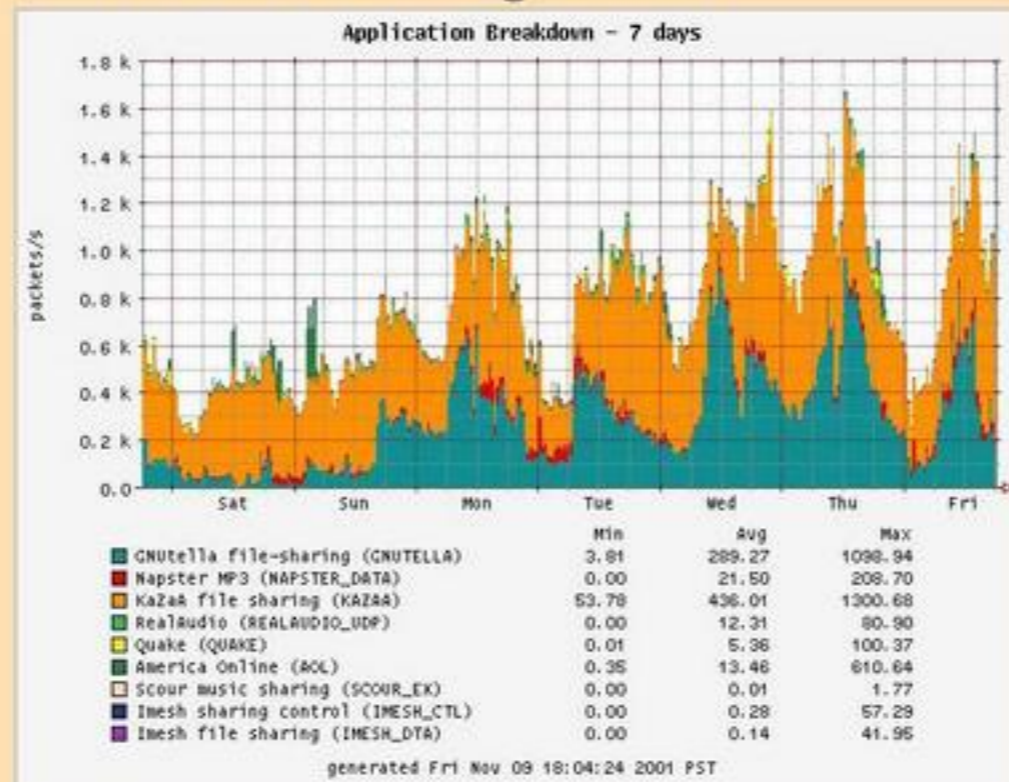 Application Breakdown - 7 days
1.8 k
1.6 k
1.4 k
1.2 k
1.0 k
0.8 k
0.6 k
0.4 k
0.2 k
0.0
packets/s
Sat Sun Mon Tue Wed Thu Fri
Min Avg Max
GNUtella file-sharing (GNUTELLA) 3.81 289.27 1098.94
Napster MP3 (NAPSTER_DATA) 0.00 21.50 208.70
KaZaA file sharing (KAZAA) 53.78 436.01 1300.68
RealAudio (REALAUDIO_UDP) 0.00 12.31 80.90
Quake (QUAKE) 0.01 5.36 100.37
America Online (AOL) 0.35 13.46 610.64
Scour music sharing (SCOUR_EX) 0.00 0.01 1.77
Imesh sharing control (IMESH_CTL) 0.00 0.28 57.29
Imesh file sharing (IMESH_DTA) 0.00 0.14 41.95
generated Fri Nov 09 18:04:24 2001 PST